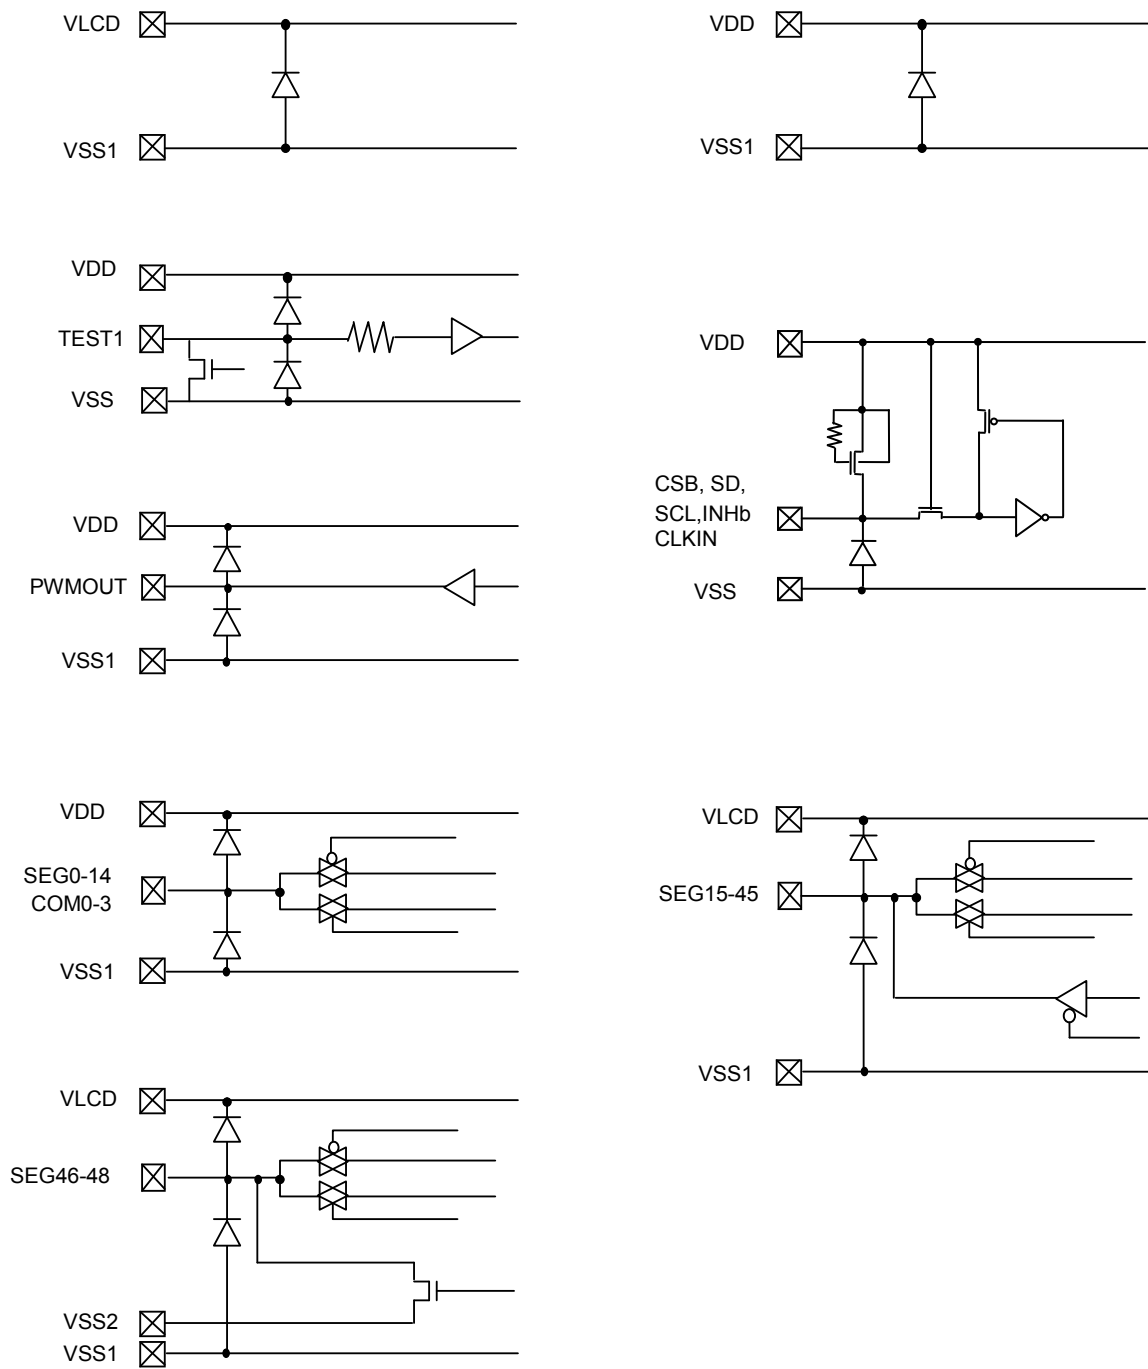 VLCD
VSS1
VDD
VSS1
VDD
TEST1
VSS
VDD
CSB, SD,
SCL,INHb
CLKIN
VSS
VDD
PWMOUT
VSS1
VDD
SEG0-14
COM0-3
VSS1
VLCD
SEG15-45
VSS1
VLCD
SEG46-48
VSS2
VSS1